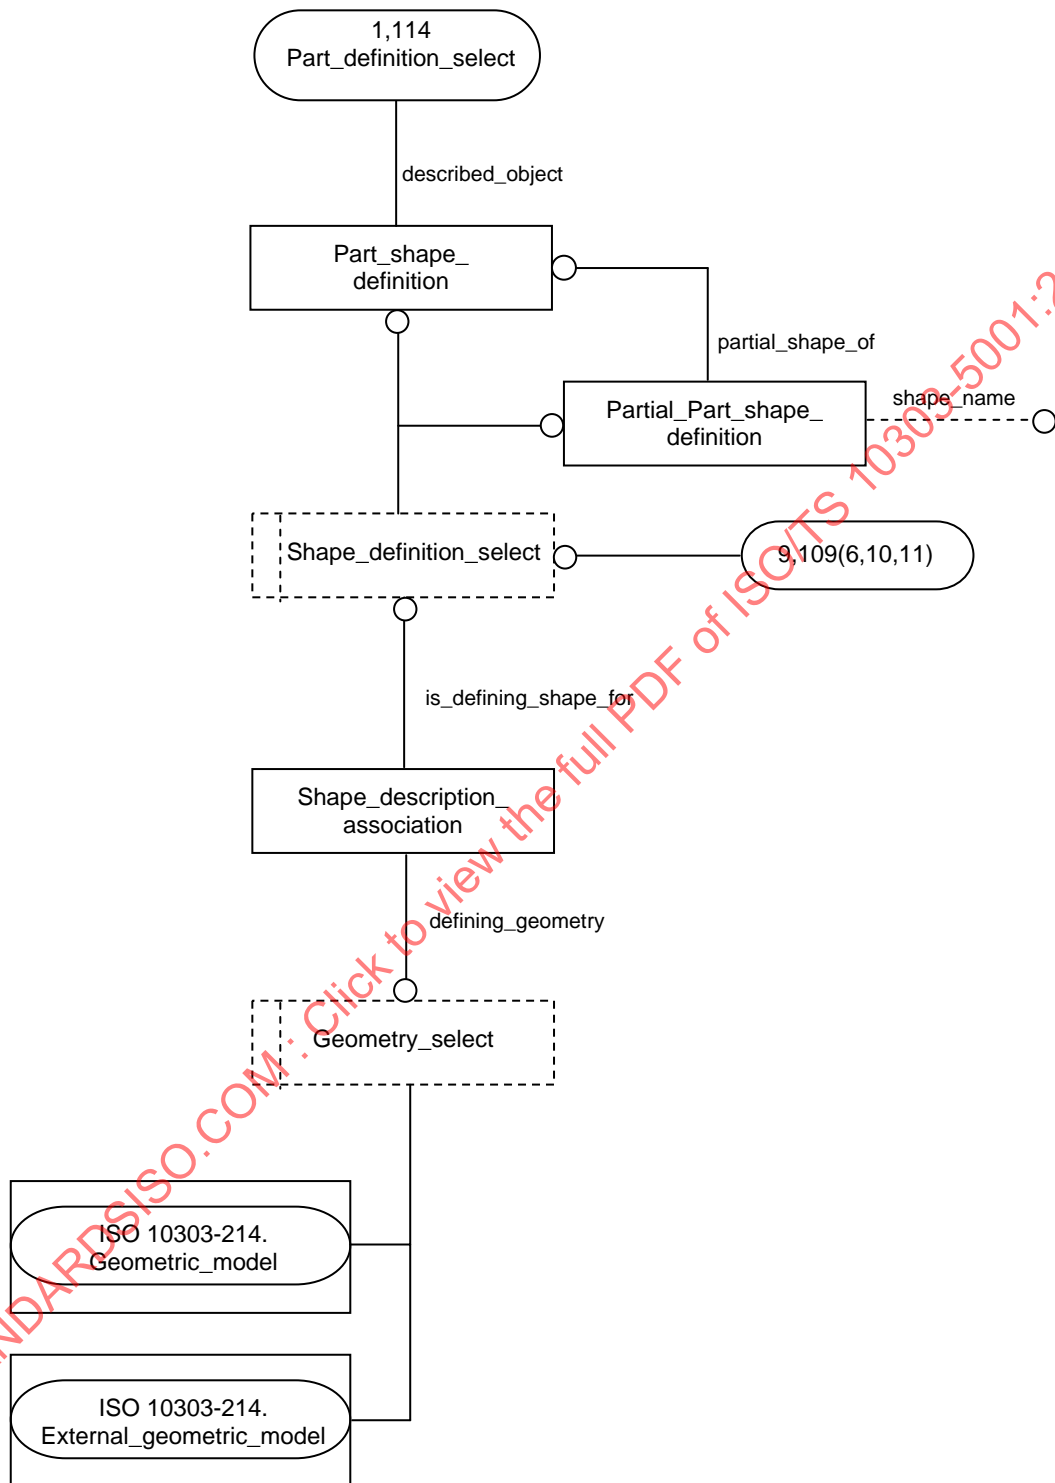 1,114
Part_definition_select
described_object
Part_shape_
definition
partial_shape_of
Partial_Part_shape_
definition
shape_name
Shape_definition_select
9,109(6,10,11)
is_defining_shape_for
Shape_description_
association
defining_geometry
Geometry_select
ISO 10303-214.
Geometric_model
ISO 10303-214.
External_geometric_model
NDARDSISO.COM : Click to view the full PDF of ISO/TS 10303-5001:2